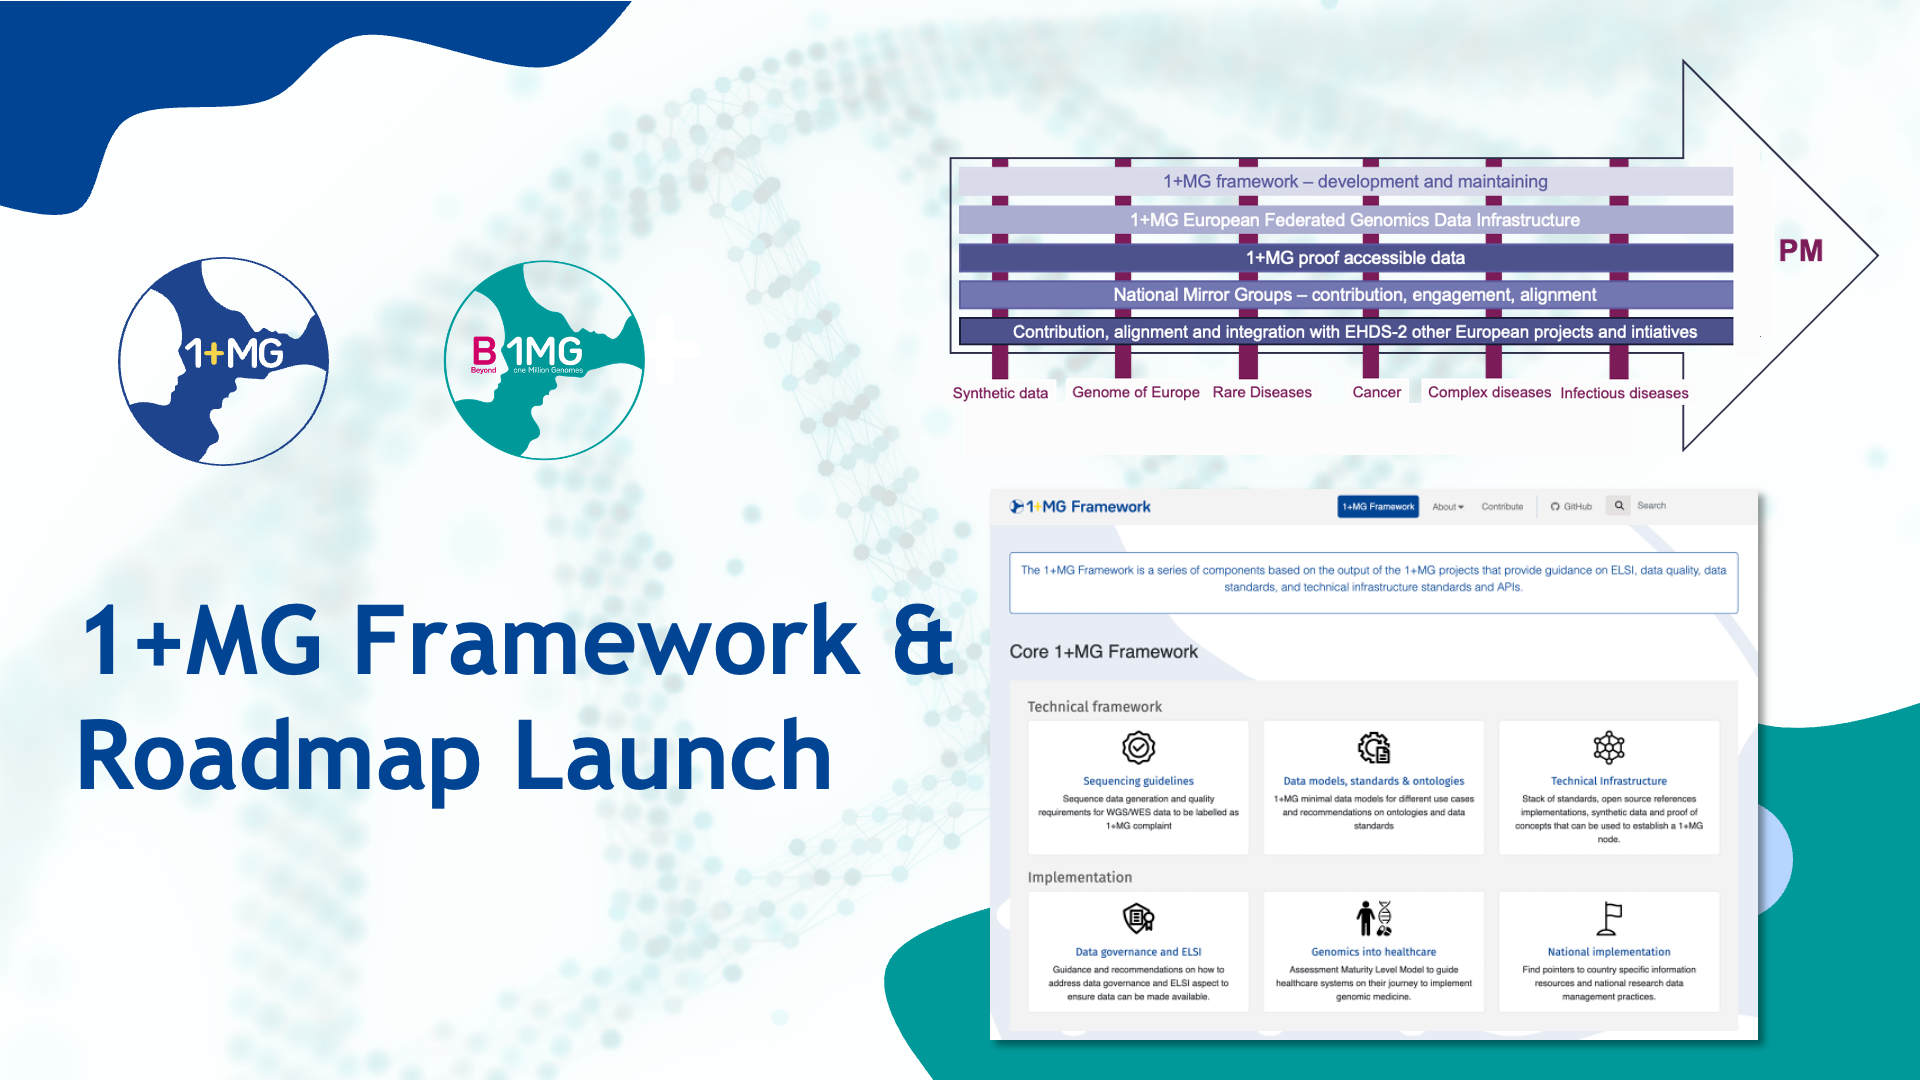 1+MG
B 1MG
Beyond one Million Genomes
1+MG Framework &
Roadmap Launch
1+MG framework – development and maintaining
1+MG European Federated Genomics Data Infrastructure
1+MG proof accessible data
National Mirror Groups – contribution, engagement, alignment
Contribution, alignment and integration with EHDS-2 other European projects and intiatives
PM
Synthetic data Genome of Europe Rare Diseases Cancer Complex diseases Infectious diseases
1+MG Framework
1+MG Framework About Contribute GitHub Search
The 1+MG Framework is a series of components based on the output of the 1+MG projects that provide guidance on ELSI, data quality, data
standards, and technical infrastructure standards and APIs.
Core 1+MG Framework
Technical framework
Sequencing guidelines
Sequence data generation and quality
requirements for WGS/WES data to be labelled as
1+MG complaint
Data models, standards & ontologies
1+MG minimal data models for different use cases
and recommendations on ontologies and data
standards
Technical Infrastructure
Stack of standards, open source references
implementations, synthetic data and proof of
concepts that can be used to establish a 1+MG
node.
Implementation
Data governance and ELSI
Guidance and recommendations on how to
address data governance and ELSI aspect to
ensure data can be made available.
Genomics into healthcare
Assessment Maturity Level Model to guide
healthcare systems on their journey to implement
genomic medicine.
National implementation
Find pointers to country specific information
resources and national research data
management practices.